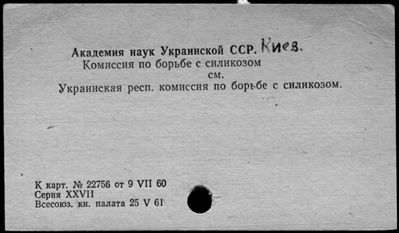 Академия наук Украинской ССР. Киев.
Комиссия по борьбе с силикозом
см.
Украинская респ. комиссия по борьбе с силикозом.
К карт. № 22756 от 9 VII 60
Серия XXVII
Всесоюз. кн. палата 25 V 61